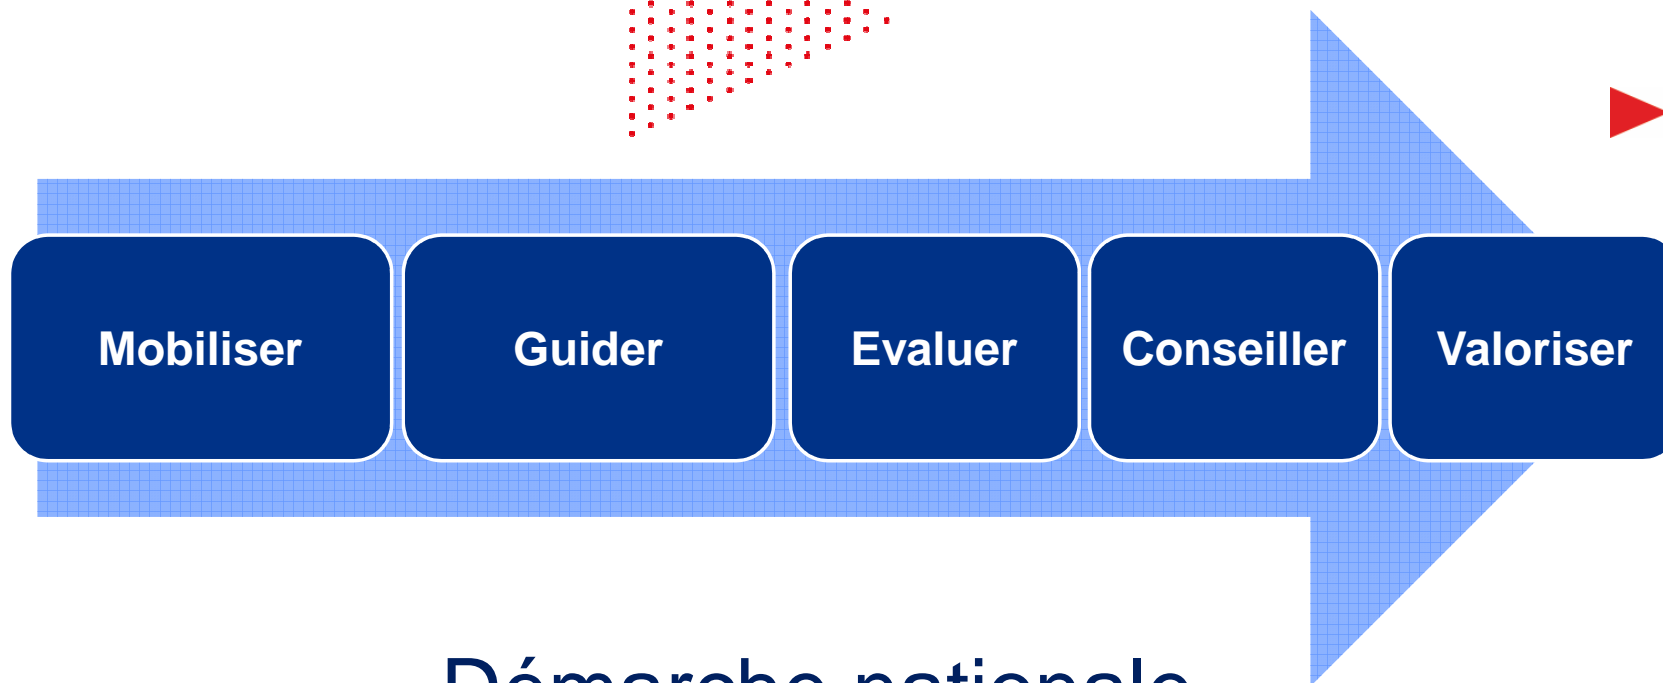 Mobiliser
Guider
Evaluer
Conseiller
Valoriser
Démarche nationale